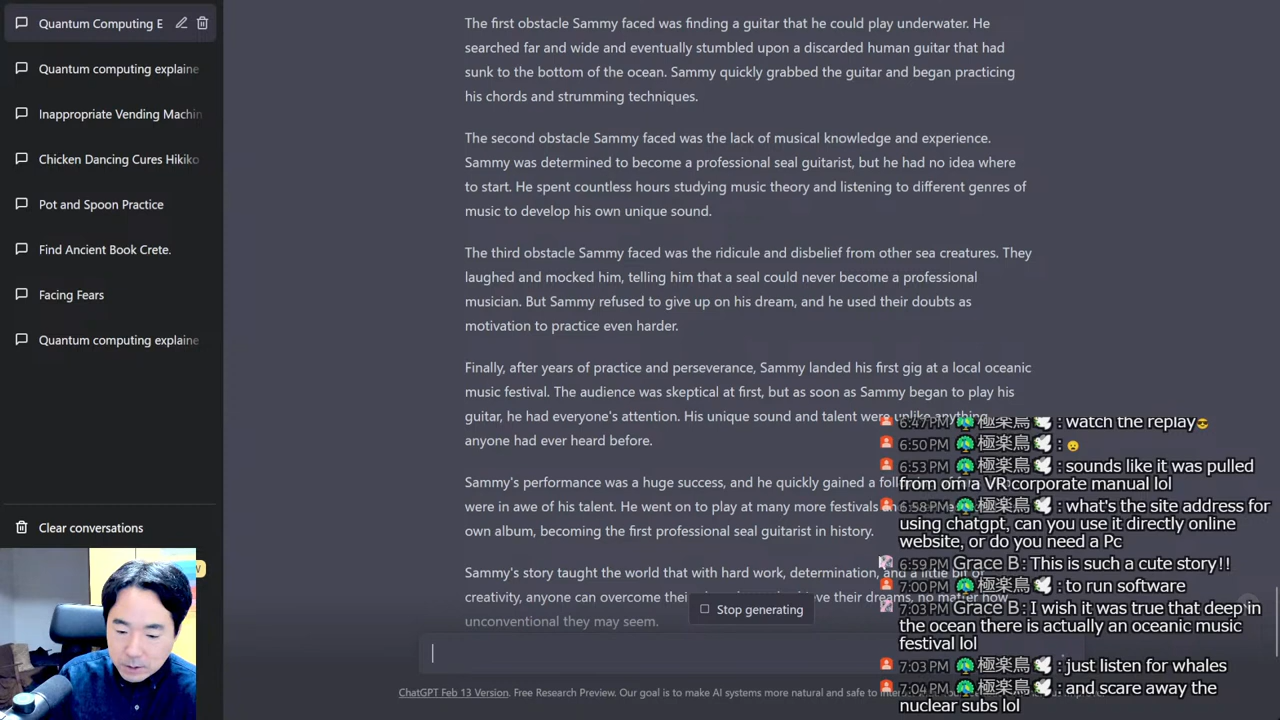 Quantum Computing E
Quantum computing explaine
Inappropriate Vending Machin
Chicken Dancing Cures Hikiko
Pot and Spoon Practice
Find Ancient Book Crete.
Facing Fears
Quantum computing explaine
Clear conversations
The first obstacle Sammy faced was finding a guitar that he could play underwater. He
searched far and wide and eventually stumbled upon a discarded human guitar that had
sunk to the bottom of the ocean. Sammy quickly grabbed the guitar and began practicing
his chords and strumming techniques.
The second obstacle Sammy faced was the lack of musical knowledge and experience.
Sammy was determined to become a professional seal guitarist, but he had no idea where
to start. He spent countless hours studying music theory and listening to different genres of
music to develop his own unique sound.
The third obstacle Sammy faced was the ridicule and disbelief from other sea creatures. They
laughed and mocked him, telling him that a seal could never become a professional
musician. But Sammy refused to give up on his dream, and he used their doubts as
motivation to practice even harder.
Finally, after years of practice and perseverance, Sammy landed his first gig at a local oceanic
music festival. The audience was skeptical at first, but as soon as Sammy began to play his
guitar, he had everyone's attention. His unique sound and talent were unlike anything
anyone had ever heard before.
Sammy's performance was a huge success, and he quickly gained a
were in awe of his talent. He went on to play at many more festivals
own album, becoming the first professional seal guitarist in history.
Sammy's story taught the world that with hard work, determination, and a little bit of
creativity, anyone can overcome their dreams, no matter how
unconventional they may seem.
Stop generating
ChatGPT Feb 13 Version. Free Research Preview. Our goal is to make AI systems more natural and safe to
6:47PM 極楽鳥 : watch the replay
6:50PM 極楽鳥 :
6:53PM 極楽鳥 : sounds like it was pulled
from om a VR corporate manual lol
6:58PM 極楽鳥 : what's the site address for
using chatgpt, can you use it directly online
website, or do you need a Pc
6:59PM Grace B : This is such a cute story!!
7:00PM 極楽鳥 : to run software
7:03PM Grace B : I wish it was true that deep in
the ocean there is actually an oceanic music
festival lol
7:03PM 極楽鳥 : just listen for whales
7:04PM 極楽鳥 : and scare away the
nuclear subs lol